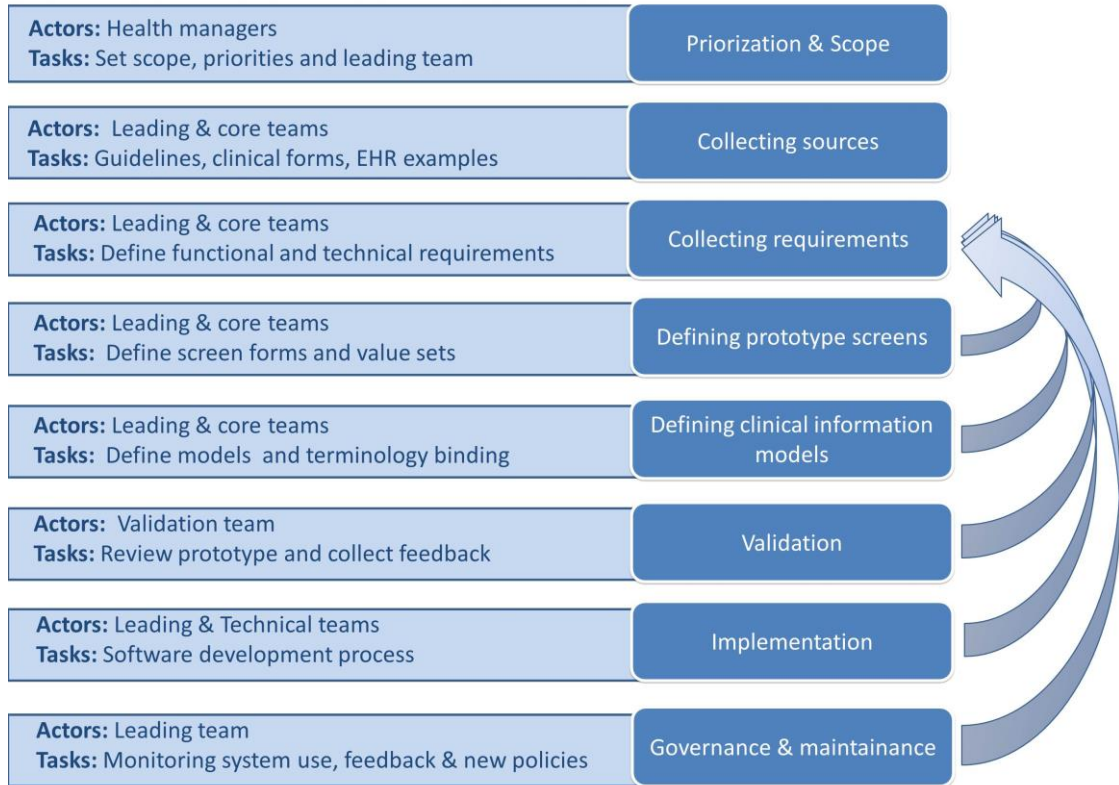 Actors: Health managers
Tasks: Set scope, priorities and leading team
Priorization & Scope
Actors: Leading & core teams
Tasks: Guidelines, clinical forms, EHR examples
Collecting sources
Actors: Leading & core teams
Tasks: Define functional and technical requirements
Collecting requirements
Actors: Leading & core teams
Tasks: Define screen forms and value sets
Defining prototype screens
Actors: Leading & core teams
Tasks: Define models and terminology binding
Defining clinical information
models
Actors: Validation team
Tasks: Review prototype and collect feedback
Validation
Actors: Leading & Technical teams
Tasks: Software development process
Implementation
Actors: Leading team
Tasks: Monitoring system use, feedback & new policies
Governance & maintainance